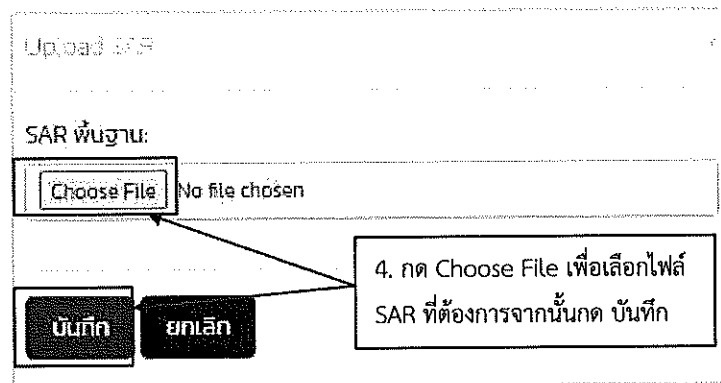 Upload SAR
SAR พื้นฐาน:
Choose File No file chosen
4. กด Choose File เพื่อเลือกไฟล์
SAR ที่ต้องการจากนั้นกด บันทึก
บันทึก ยกเลิก